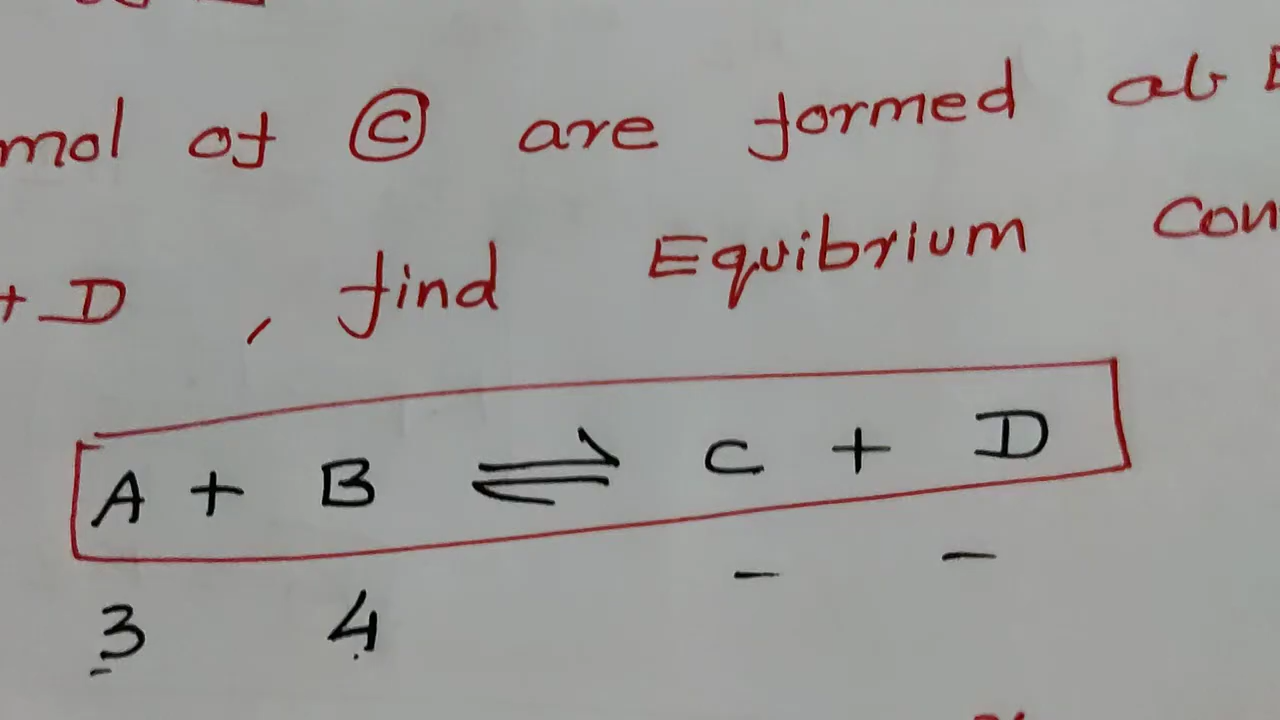 mol of © are formed at
+ D , find Equibrium Con
A + B ⇌ C + D
3 4 - -